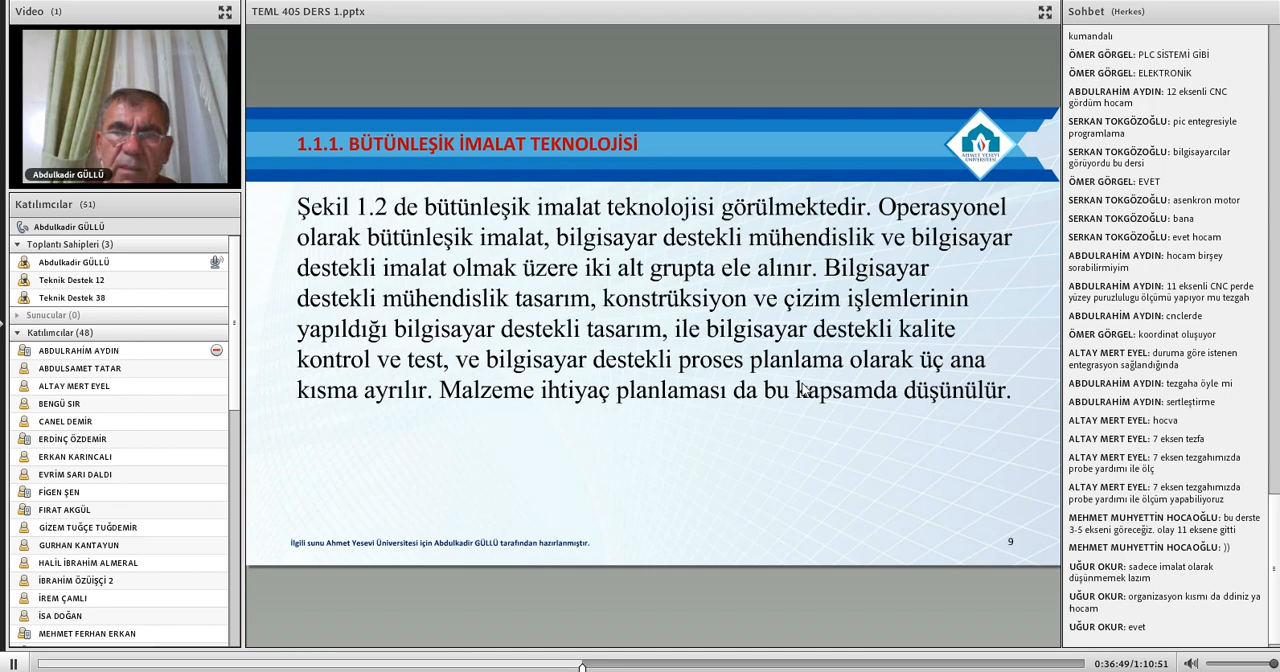 Video (1)
Abdulkadir GÜLLÜ
Katılımcılar (51)
Abdulkadir GÜLLÜ
Toplantı Sahipleri (3)
Abdulkadir GÜLLÜ
Teknik Destek 12
Teknik Destek 38
Sunucular (0)
Katılımcılar (48)
ABDULRAHİM AYDIN
ABDULSAMET TATAR
ALTAY MERT EYEL
BENGÜ SIR
CANEL DEMİR
ERDİNÇ ÖZDEMİR
ERKAN KARINCALI
EVRİM SARI DALDI
FİGEN ŞEN
FIRAT AKGÜL
GİZEM TUĞÇE TUĞDEMİR
GURHAN KANTAYUN
HALİL İBRAHİM ALMERAL
İBRAHİM ÖZÜİŞÇİ 2
İREM ÇAMLI
İSA DOĞAN
MEHMET FERHAN ERKAN
TEML 405 DERS 1.pptx
1.1.1. BÜTÜNLEŞİK İMALAT TEKNOLOJİSİ
AHMET YESEVİ
ÜNİVERSİTESİ
Şekil 1.2 de bütünleşik imalat teknolojisi görülmektedir. Operasyonel
olarak bütünleşik imalat, bilgisayar destekli mühendislik ve bilgisayar
destekli imalat olmak üzere iki alt grupta ele alınır. Bilgisayar
destekli mühendislik tasarım, konstrüksiyon ve çizim işlemlerinin
yapıldığı bilgisayar destekli tasarım, ile bilgisayar destekli kalite
kontrol ve test, ve bilgisayar destekli proses planlama olarak üç ana
kısma ayrılır. Malzeme ihtiyaç planlaması da bu kapsamda düşünülür.
İlgili sunu Ahmet Yesevi Üniversitesi için Abdulkadir GÜLLÜ tarafından hazırlanmıştır.
9
Sohbet (Herkes)
kumandalı
ÖMER GÖRGEL: PLC SİSTEMİ GİBİ
ÖMER GÖRGEL: ELEKTRONİK
ABDULRAHİM AYDIN: 12 eksenli CNC
gördüm hocam
SERKAN TOKGÖZOĞLU: pic entegresiyle
programlama
SERKAN TOKGÖZOĞLU: bilgisayarcılar
görüyordu bu dersi
ÖMER GÖRGEL: EVET
SERKAN TOKGÖZOĞLU: asenkron motor
SERKAN TOKGÖZOĞLU: bana
SERKAN TOKGÖZOĞLU: evet hocam
ABDULRAHİM AYDIN: hocam birşey
sorabilirmiyim
ABDULRAHİM AYDIN: 11 eksenli CNC perde
yüzey puruzlulugu ölçümü yapıyor mu tezgah
ABDULRAHİM AYDIN: cnclerde
ÖMER GÖRGEL: koordinat oluşuyor
ALTAY MERT EYEL: duruma göre istenen
entegrasyon sağlandığında
ABDULRAHİM AYDIN: tezgaha öyle mi
ABDULRAHİM AYDIN: sertleştirme
ALTAY MERT EYEL: hocva
ALTAY MERT EYEL: 7 eksen tezfa
ALTAY MERT EYEL: 7 eksen tezgahımızda
probe yardımı ile ölç
ALTAY MERT EYEL: 7 eksen tezgahımızda
probe yardımı ile ölçüm yapabiliyoruz
MEHMET MUHYETTİN HOCAOĞLU: bu derste
3-5 ekseni göreceğiz. olay 11 eksene gitti
MEHMET MUHYETTİN HOCAOĞLU: ))
UĞUR OKUR: sadece imalat olarak
düşünmemek lazım
UĞUR OKUR: organizasyon kısmı da ddiniz ya
hocam
UĞUR OKUR: evet
0:36:49/1:10:51